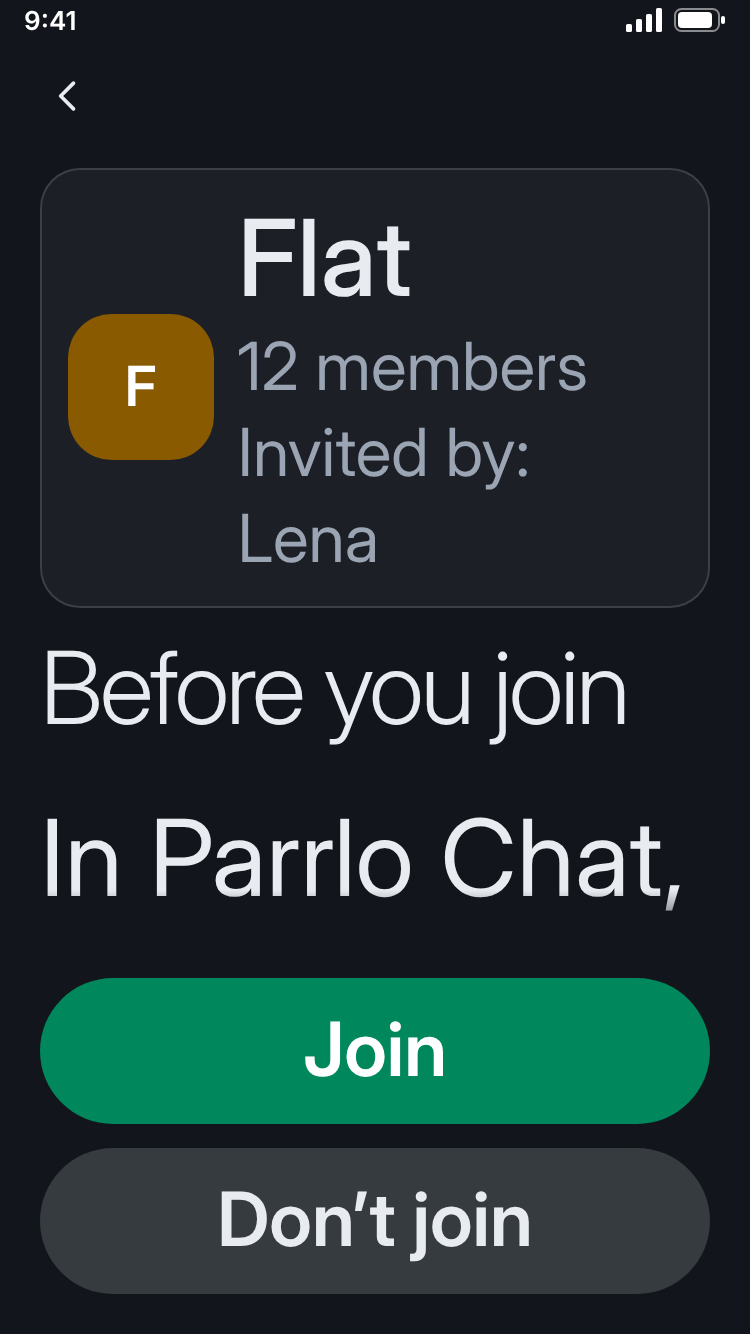 9:41
Flat
F
12 members
Invited by:
Lena
Before you join
In Parrlo Chat,
Join
Don’t join